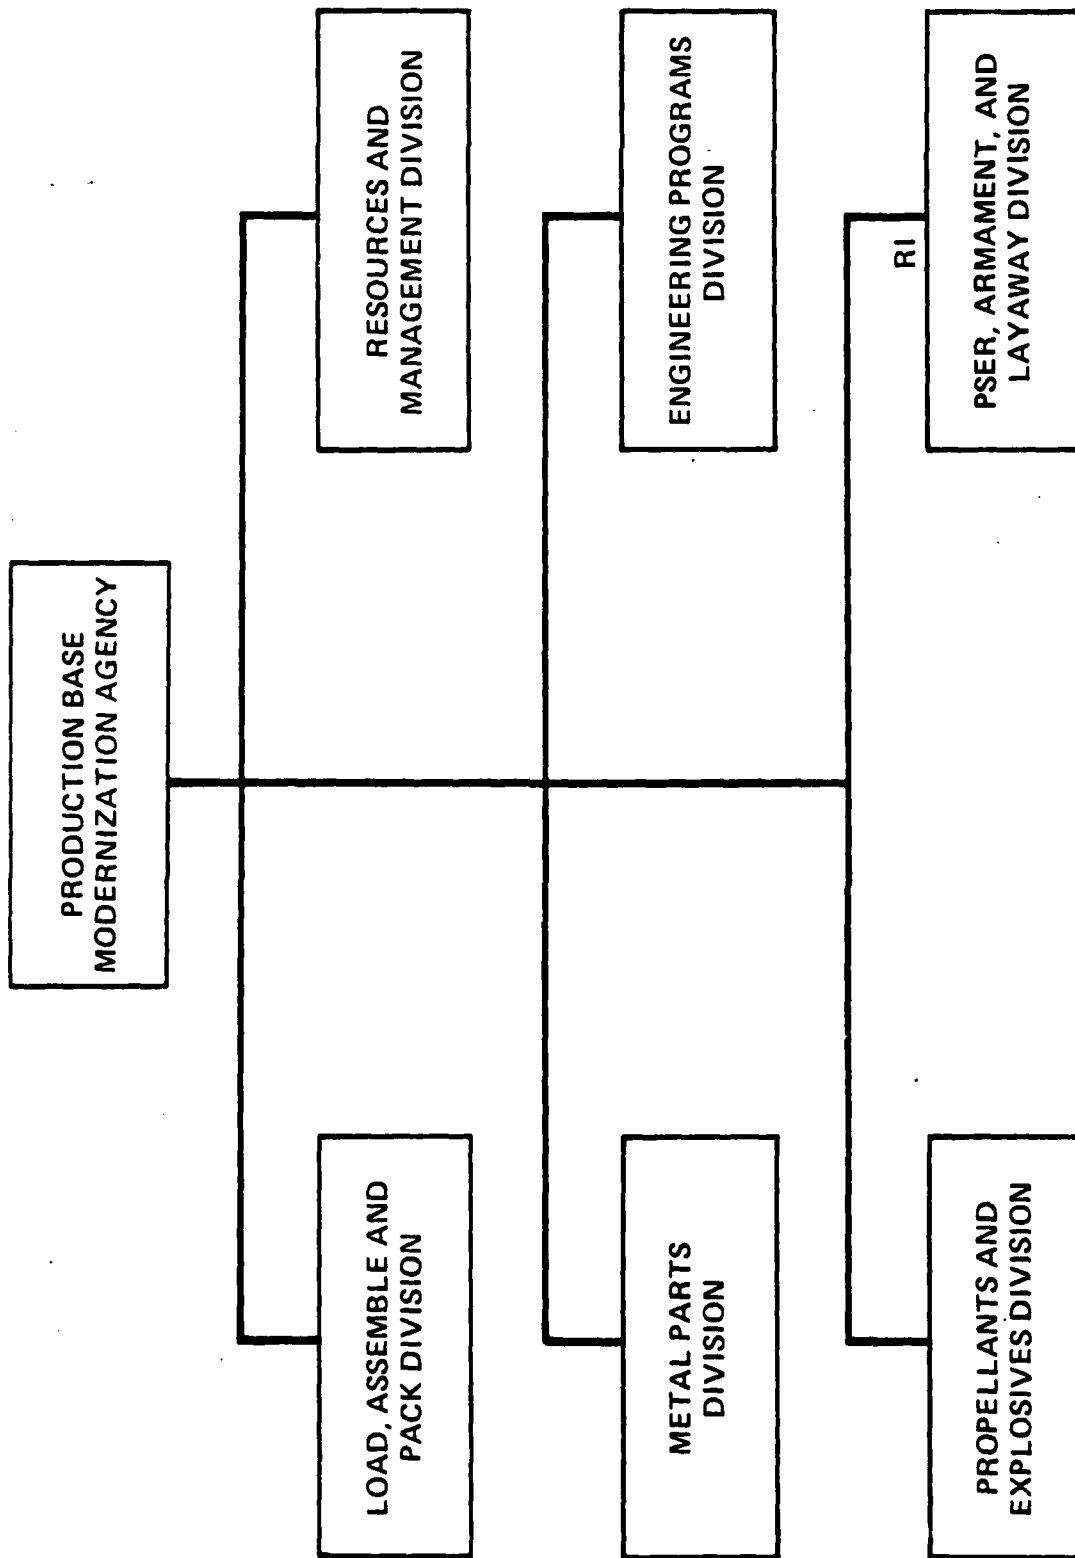 PRODUCTION BASE
MODERNIZATION AGENCY
LOAD, ASSEMBLE AND
PACK DIVISION
RESOURCES AND
MANAGEMENT DIVISION
METAL PARTS
DIVISION
ENGINEERING PROGRAMS
DIVISION
PROPELLANTS AND
EXPLOSIVES DIVISION
RI
PSER, ARMAMENT, AND
LAYAWAY DIVISION